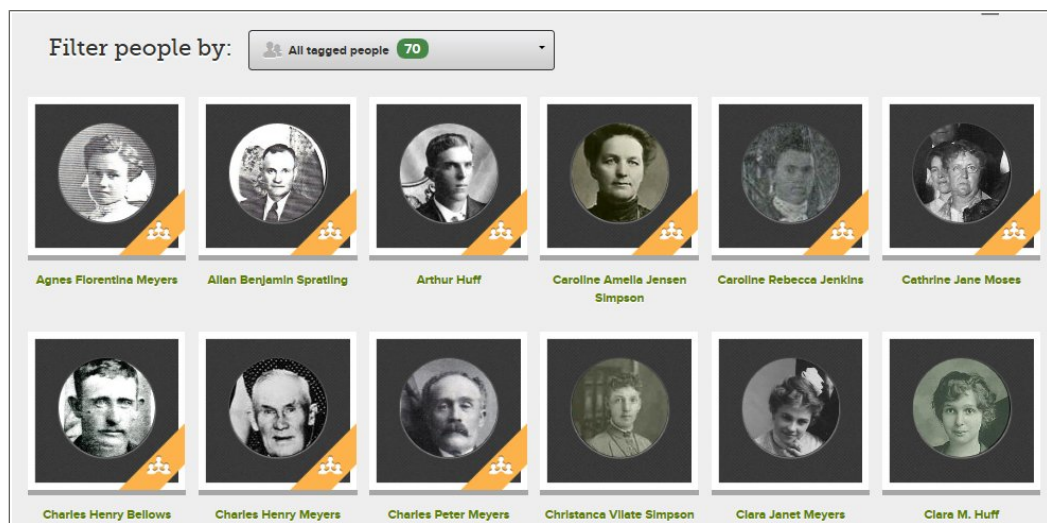 Filter people by:
All tagged people 70
Agnes Florentina Meyers
Allan Benjamin Spratling
Arthur Huff
Caroline Amelia Jensen
Simpson
Caroline Rebecca Jenkins
Cathrine Jane Moses
Charles Henry Bellows
Charles Henry Meyers
Charles Peter Meyers
Christanca Vilate Simpson
Clara Janet Meyers
Clara M. Huff